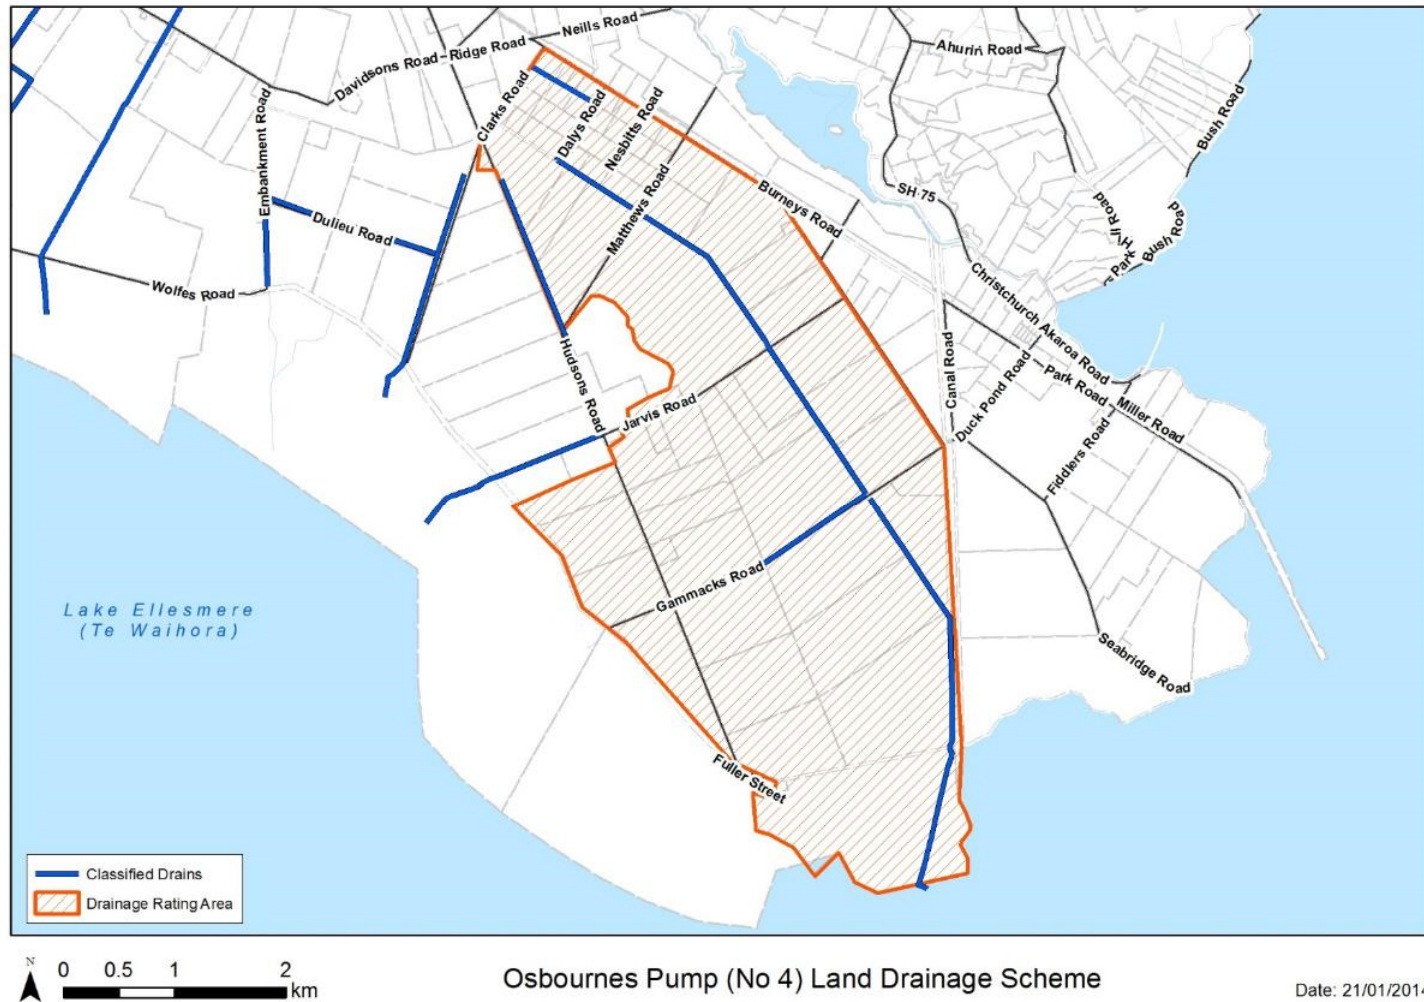 Neills Road
Davidsons Road
Ridge Road
Ahuriri Road
Clarks Road
Dalys Road
Nesbitts Road
Bush Road
Embankment Road
Matthews Road
Burneys Road
SH 75
Dulieu Road
Park Hill Road
Bush Road
Wolfes Road
Christchurch Akaroa Road
Hudsons Road
Canal Road
Duck Pond Road
Park Road
Miller Road
Jarvis Road
Fiddlers Road
Gammacks Road
Lake Ellesmere
(Te Waihora)
Seabridge Road
Fuller Street
Classified Drains
Drainage Rating Area
N
0 0.5 1 2
km
Osbournes Pump (No 4) Land Drainage Scheme
Date: 21/01/2014